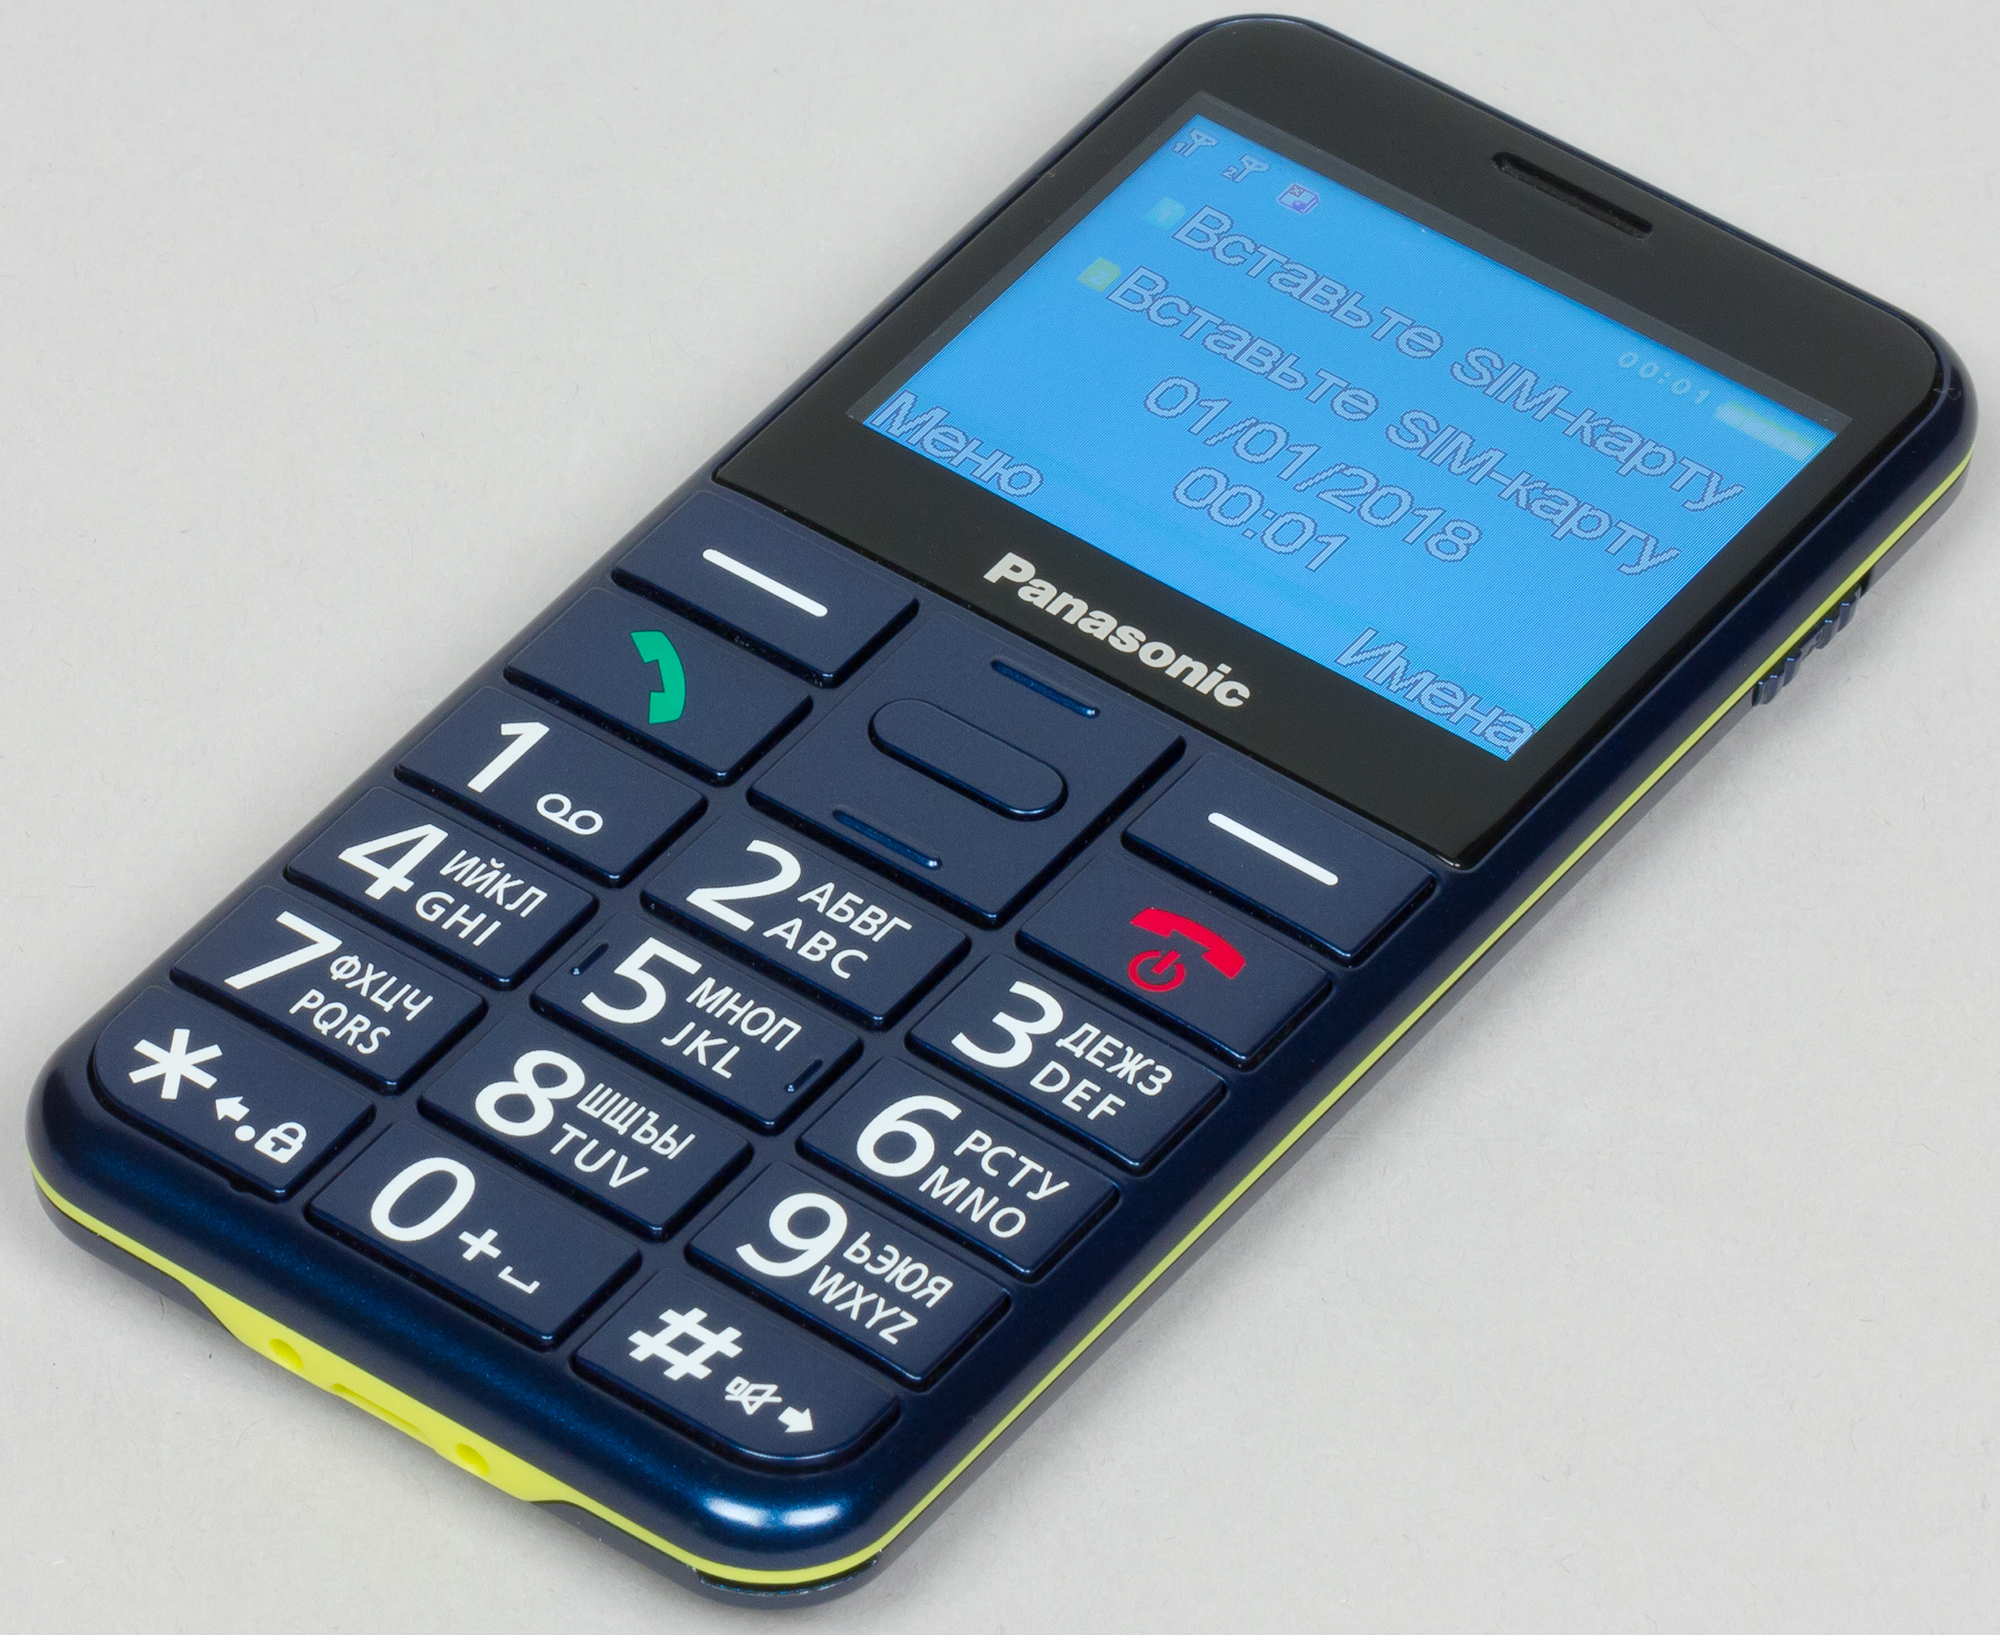 00:01
Вставьте SIM-карту
Вставьте SIM-карту
01/01/2018
00:01
Меню Имена
Panasonic
1
2 АБВГ
ABC
3 ДЕЖЗ
DEF
4 ИЙКЛ
GHI
5 МНОП
JKL
6 РСТУ
MNO
7 ФХЦЧ
PQRS
8 ШЩЪЫ
TUV
9 ЬЭЮЯ
WXYZ
*
0 +
#